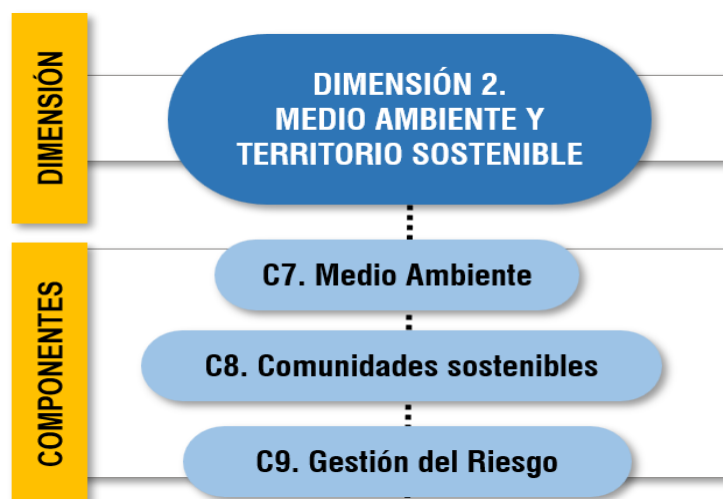 DIMENSIÓN
DIMENSIÓN 2.
MEDIO AMBIENTE Y
TERRITORIO SOSTENIBLE
COMPONENTES
C7. Medio Ambiente
C8. Comunidades sostenibles
C9. Gestión del Riesgo